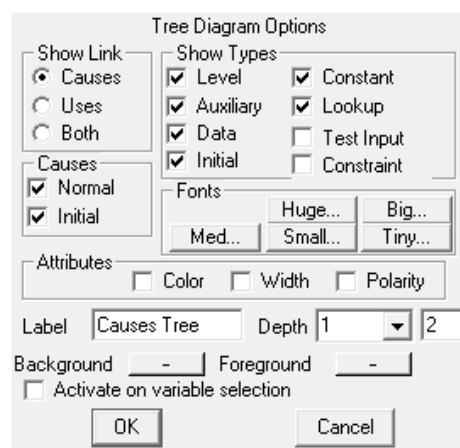 Tree Diagram Options
Show Link
Causes
Uses
Both
Show Types
Level
Constant
Auxiliary
Lookup
Data
Test Input
Initial
Constraint
Causes
Normal
Initial
Fonts
Huge... Big...
Med... Small... Tiny...
Attributes
Color Width Polarity
Label Causes Tree Depth 1 2
Background - Foreground -
Activate on variable selection
OK Cancel